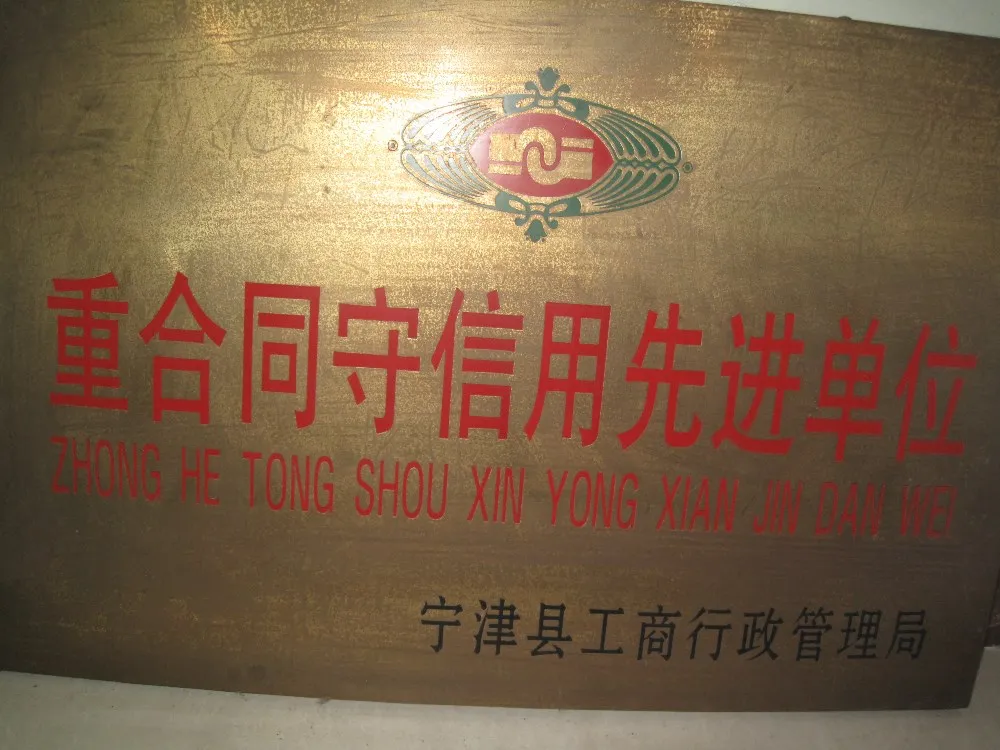 重合同守信用先进单位
ZHONG HE TONG SHOU XIN YONG XIAN JIN DAN WEI
宁津县工商行政管理局